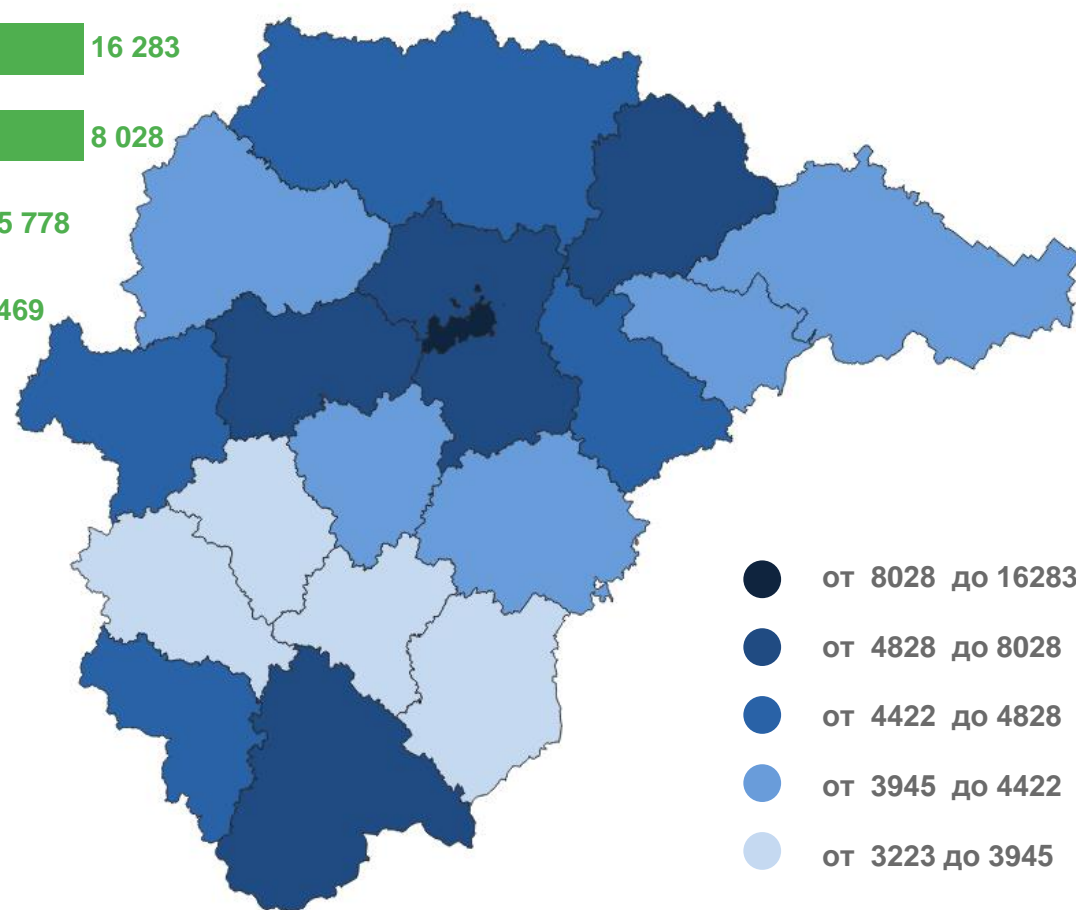 16 283
8 028
5 778
469
от 8028 до 16283
от 4828 до 8028
от 4422 до 4828
от 3945 до 4422
от 3223 до 3945